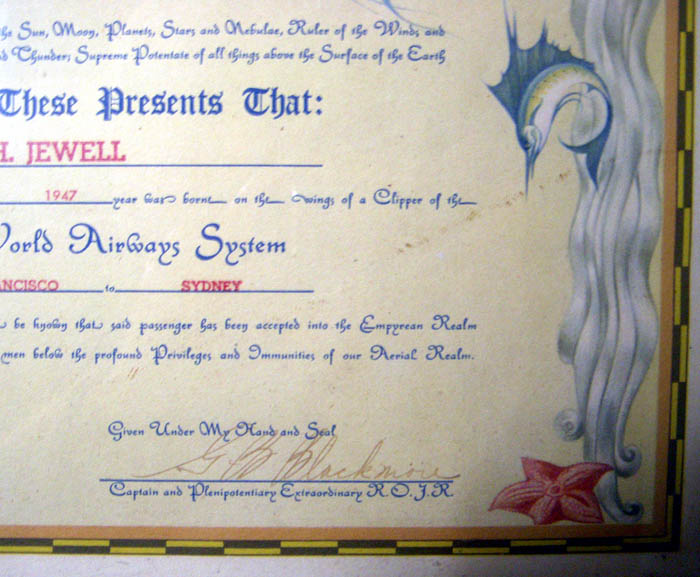 the Sun, Moon, Planets, Stars and Nebulae, Ruler of the Winds and
d Thunder; Supreme Potentate of all things above the Surface of the Earth
These Presents That:
H. JEWELL
1947 year was borne on the wings of a Clipper of the
World Airways System
ANCISCO to SYDNEY
be known that said passenger has been accepted into the Empyrean Realm
men below the profound Privileges and Immunities of our Aerial Realm.
Given Under My Hand and Seal
Blackmore
Captain and Plenipotentiary Extraordinary R.O.J.R.